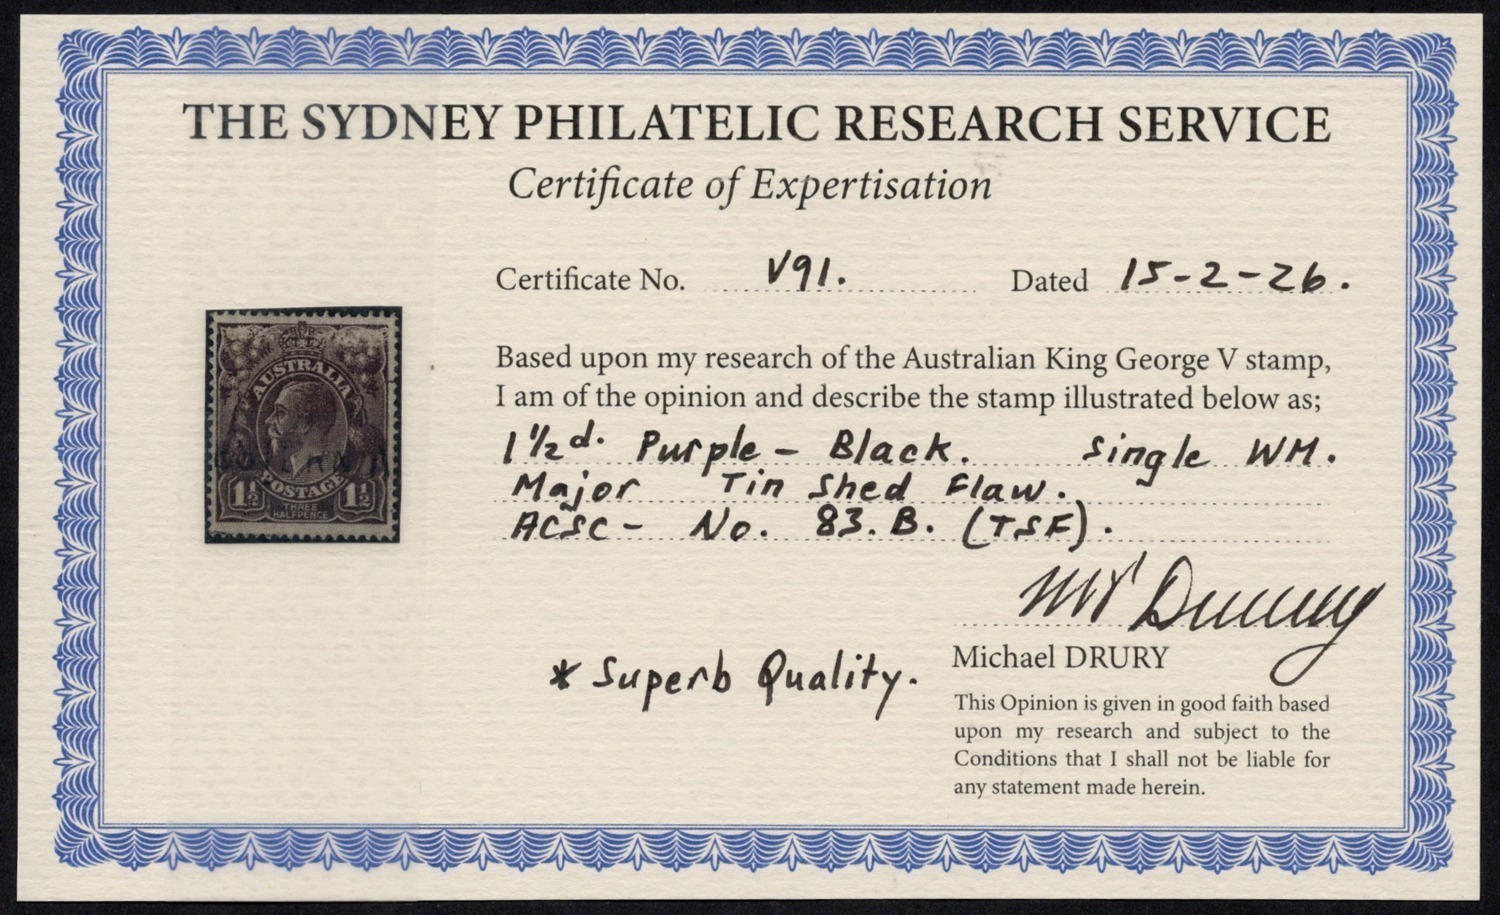 THE SYDNEY PHILATELIC RESEARCH SERVICE
Certificate of Expertisation
Certificate No. V91. Dated 15-2-26.
Based upon my research of the Australian King George V stamp,
I am of the opinion and describe the stamp illustrated below as;
1½d. Purple - Black. Single WM.
Major Tin Shed Flaw.
ACSC - No. 83.B. (TSF).
AUSTRALIA
POSTAGE
1½ 1½
THREE
HALFPENCE
Michael DRURY
* Superb Quality.
This Opinion is given in good faith based
upon my research and subject to the
Conditions that I shall not be liable for
any statement made herein.